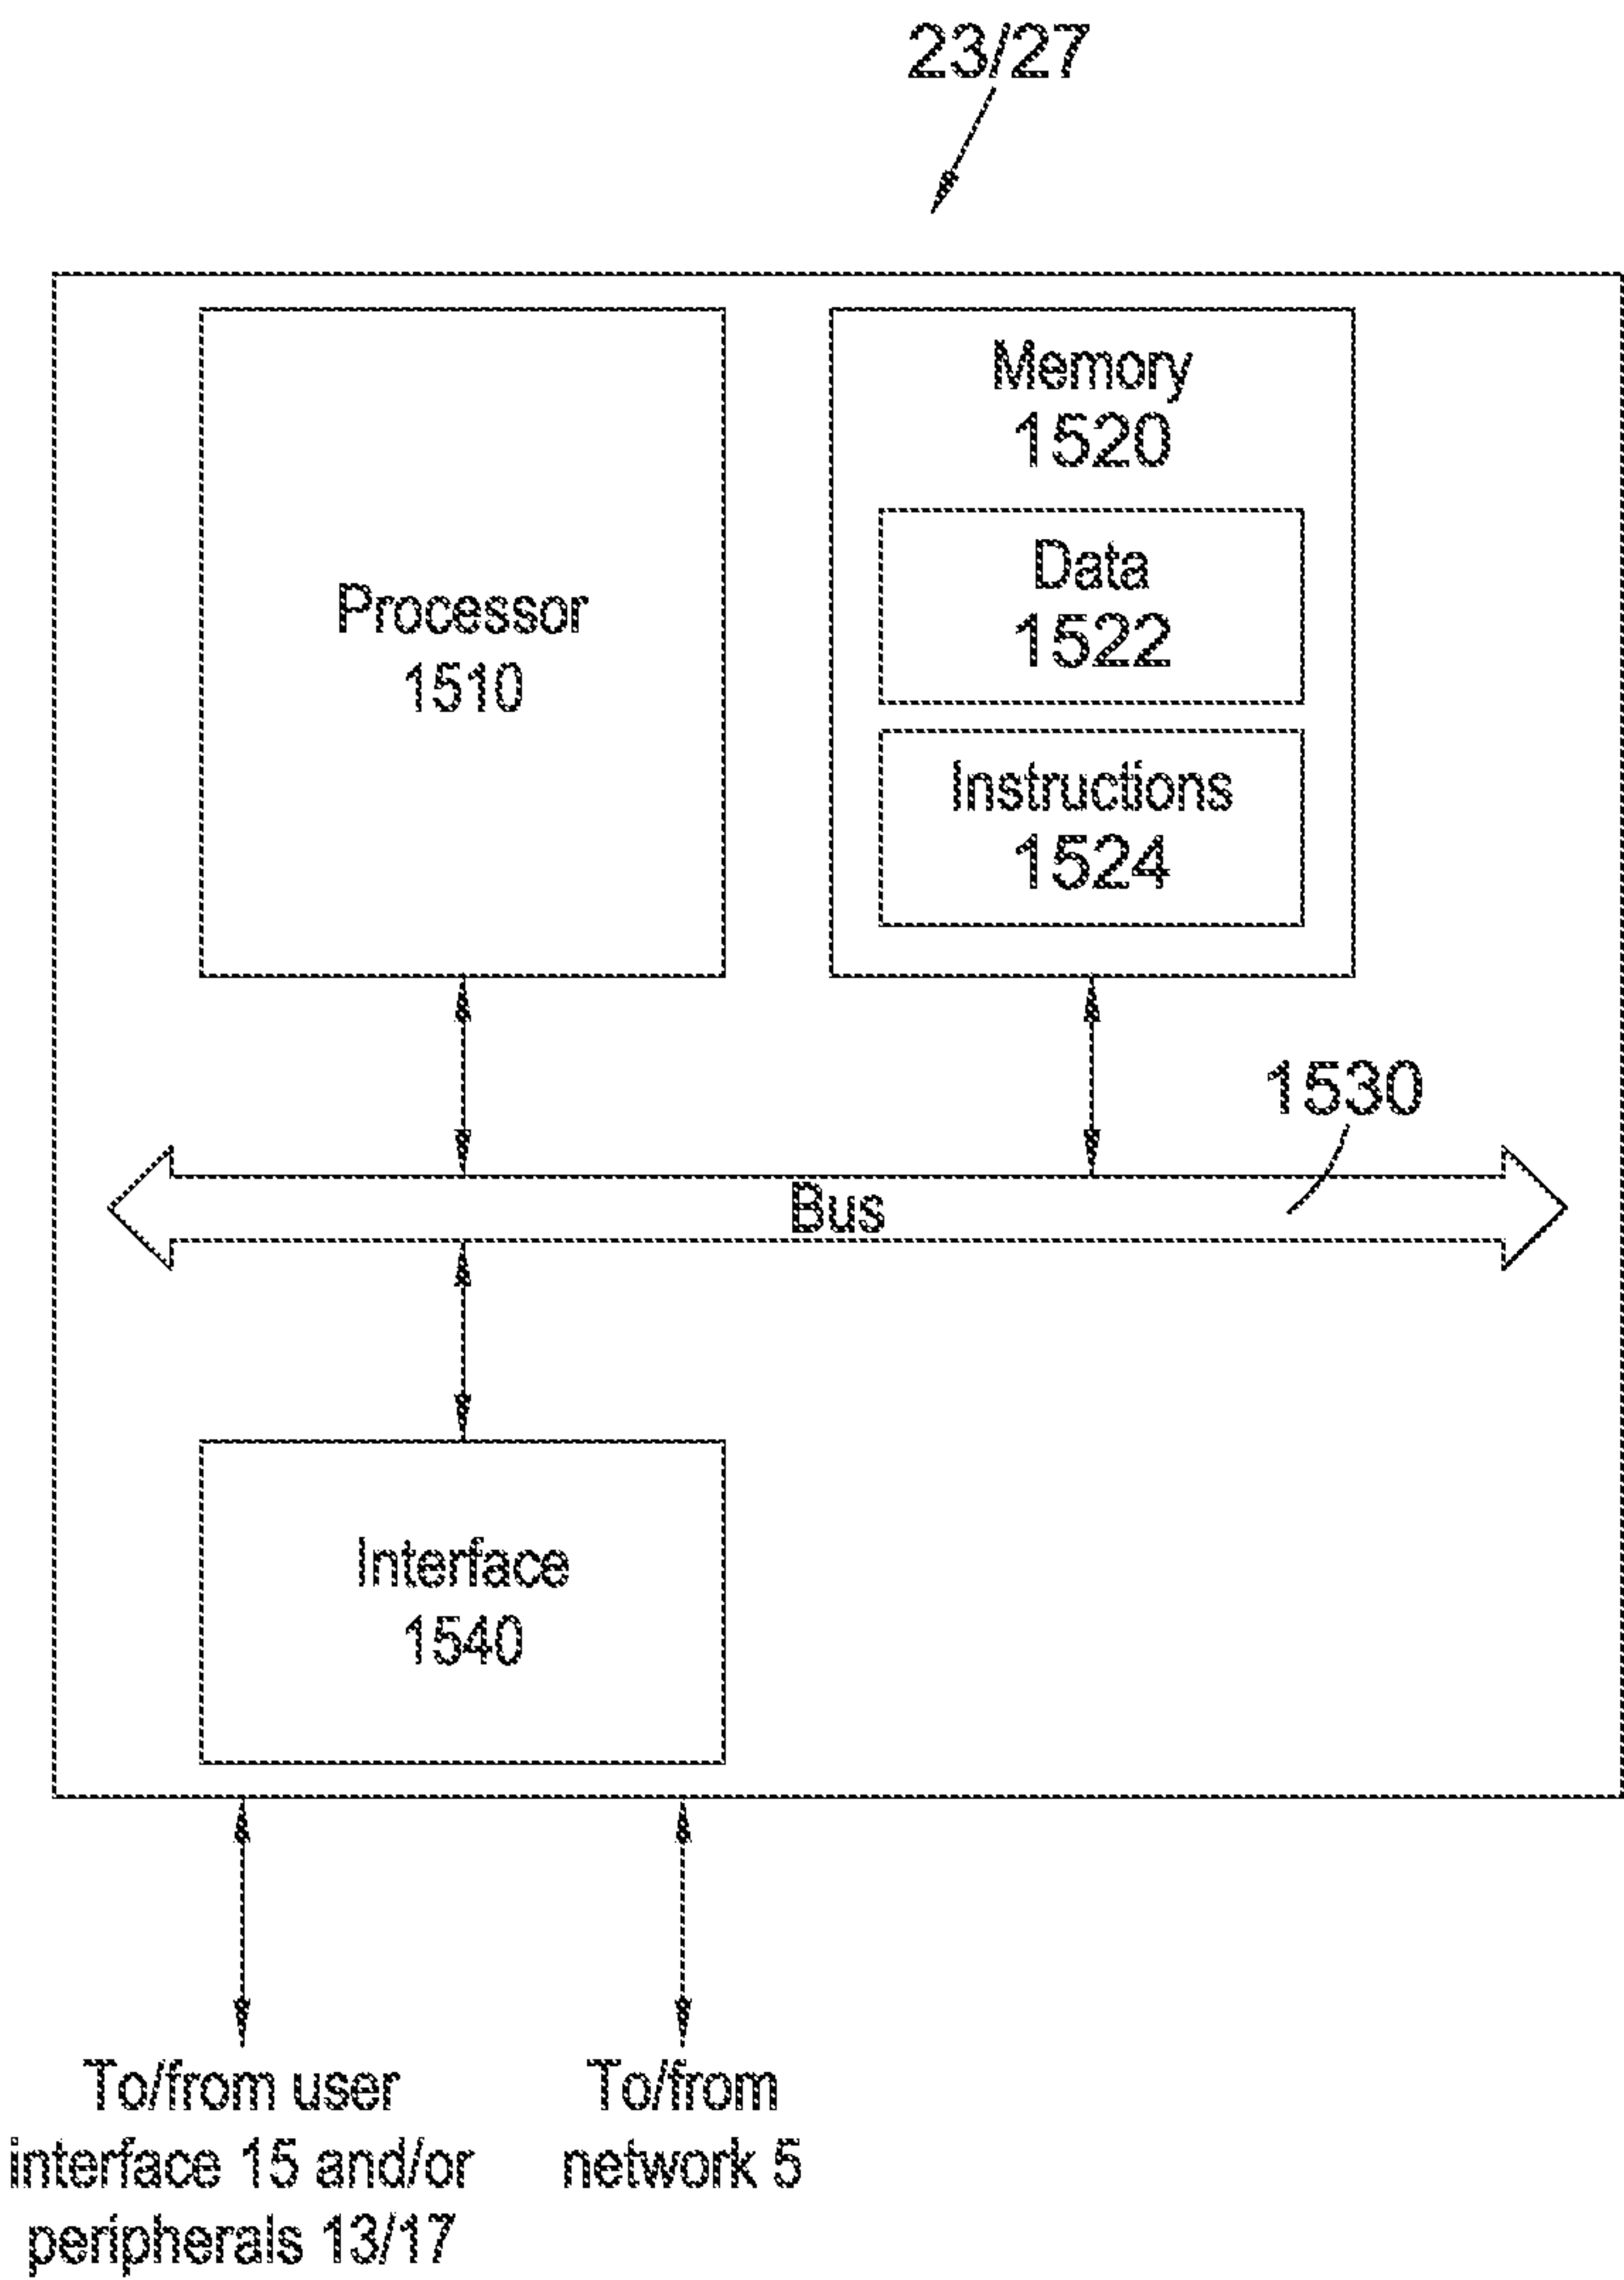 23/27
Processor
1510
Memory
1520
Data
1522
Instructions
1524
1530
Bus
Interface
1540
To/from user
interface 15 and/or
peripherals 13/17
To/from
network 5